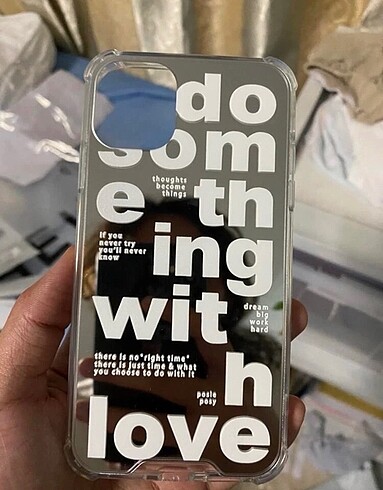 do
som
thoughts
become
things
e th
If you
never try
you'll never
know
ing
wit
dream
big
work
hard
there is no "right time"
there is just time & what
you choose to do with it
h
posie
posy
love